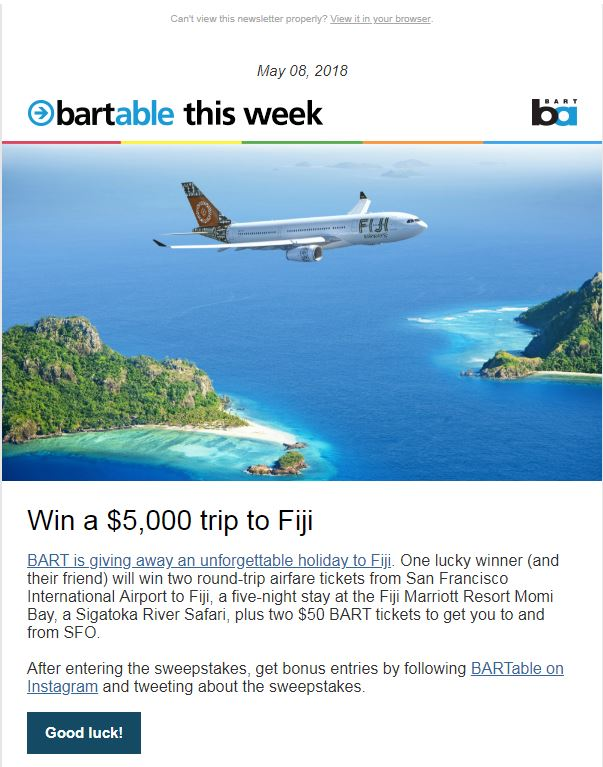 Can't view this newsletter properly? View it in your browser.
May 08, 2018
bartable this week
BART
ba
FIJI
AIRWAYS
Win a $5,000 trip to Fiji
BART is giving away an unforgettable holiday to Fiji. One lucky winner (and
their friend) will win two round-trip airfare tickets from San Francisco
International Airport to Fiji, a five-night stay at the Fiji Marriott Resort Momi
Bay, a Sigatoka River Safari, plus two $50 BART tickets to get you to and
from SFO.
After entering the sweepstakes, get bonus entries by following BARTable on
Instagram and tweeting about the sweepstakes.
Good luck!